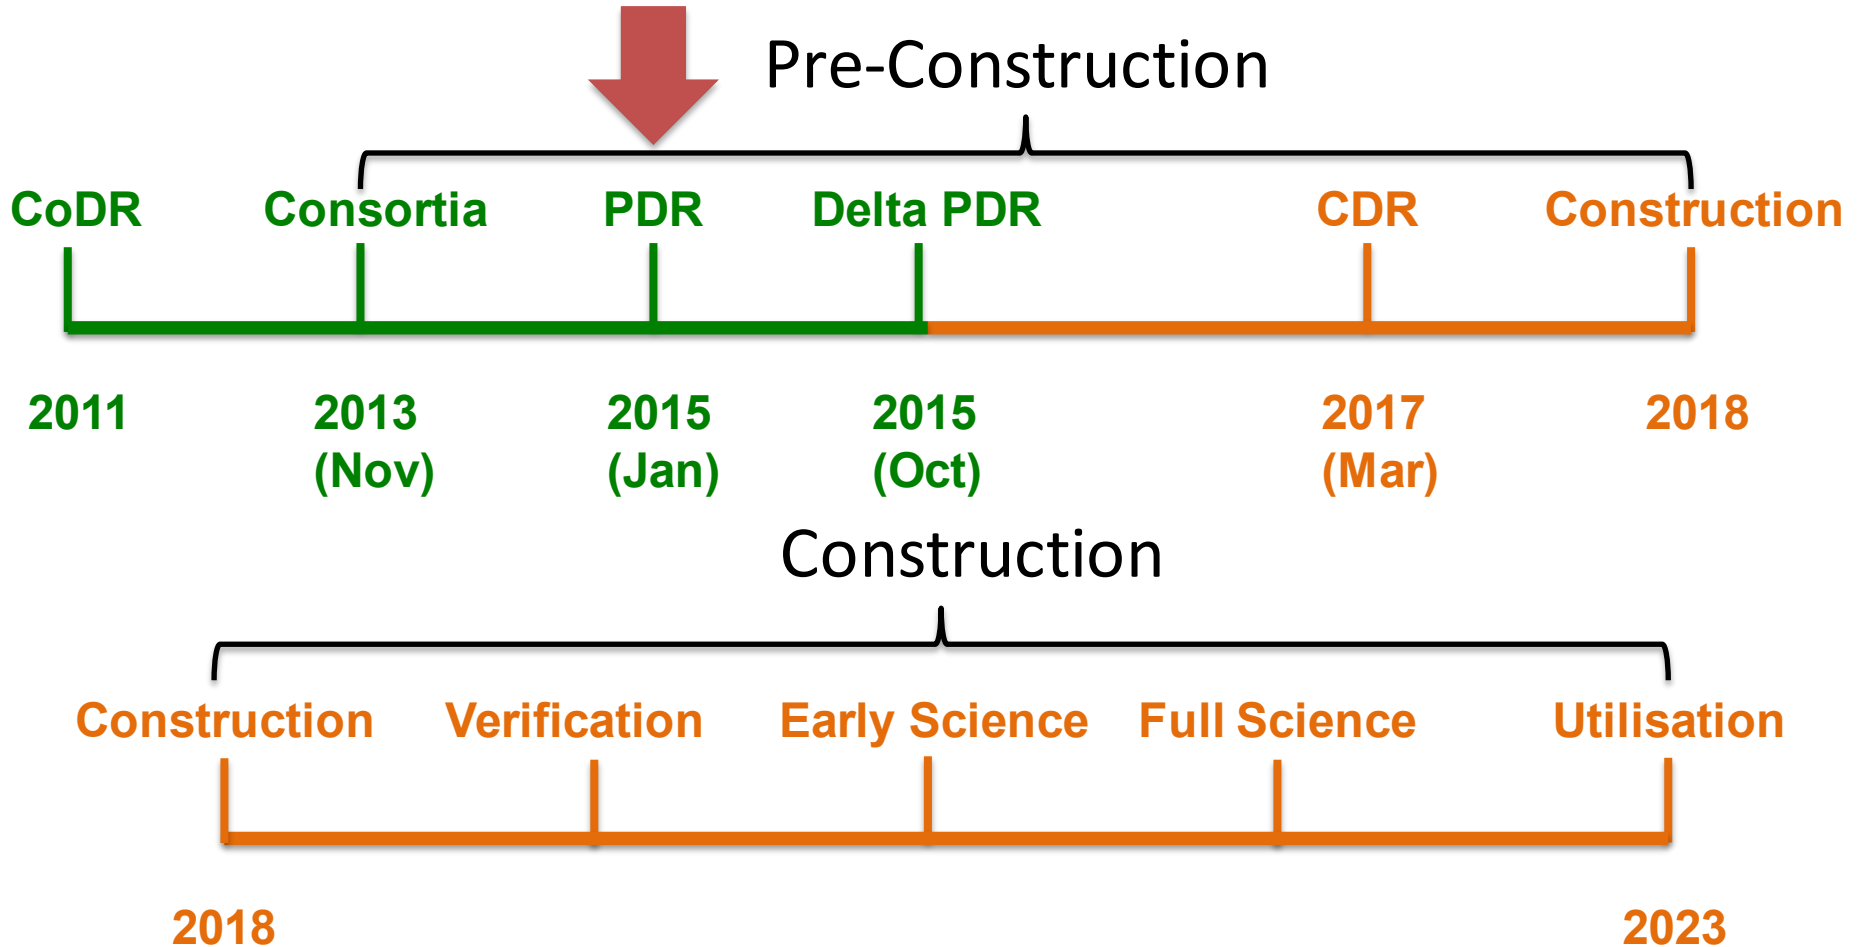 Pre-Construction
CoDR Consortia PDR Delta PDR CDR Construction
2011 2013 2015 2015 2017 2018
(Nov) (Jan) (Oct) (Mar)
Construction
Construction Verification Early Science Full Science Utilisation
2018 2023